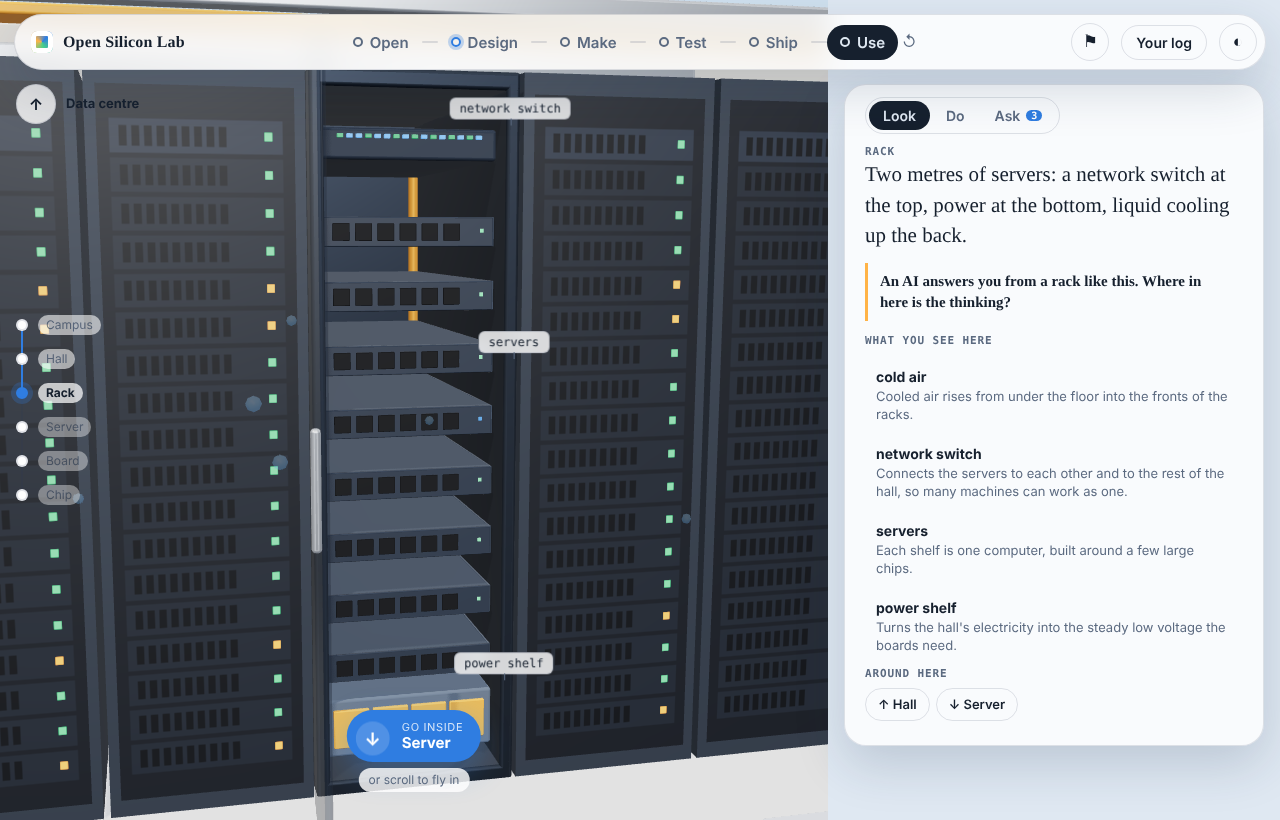 Open Silicon Lab
Open
Design
Make
Test
Ship
Use
Your log
Data centre
network switch
servers
power shelf
Campus
Hall
Rack
Server
Board
Chip
GO INSIDE
Server
or scroll to fly in
Look
Do
Ask 3
RACK
Two metres of servers: a network switch at
the top, power at the bottom, liquid cooling
up the back.
An AI answers you from a rack like this. Where in
here is the thinking?
WHAT YOU SEE HERE
cold air
Cooled air rises from under the floor into the fronts of the
racks.
network switch
Connects the servers to each other and to the rest of the
hall, so many machines can work as one.
servers
Each shelf is one computer, built around a few large
chips.
power shelf
Turns the hall's electricity into the steady low voltage the
boards need.
AROUND HERE
↑ Hall
↓ Server